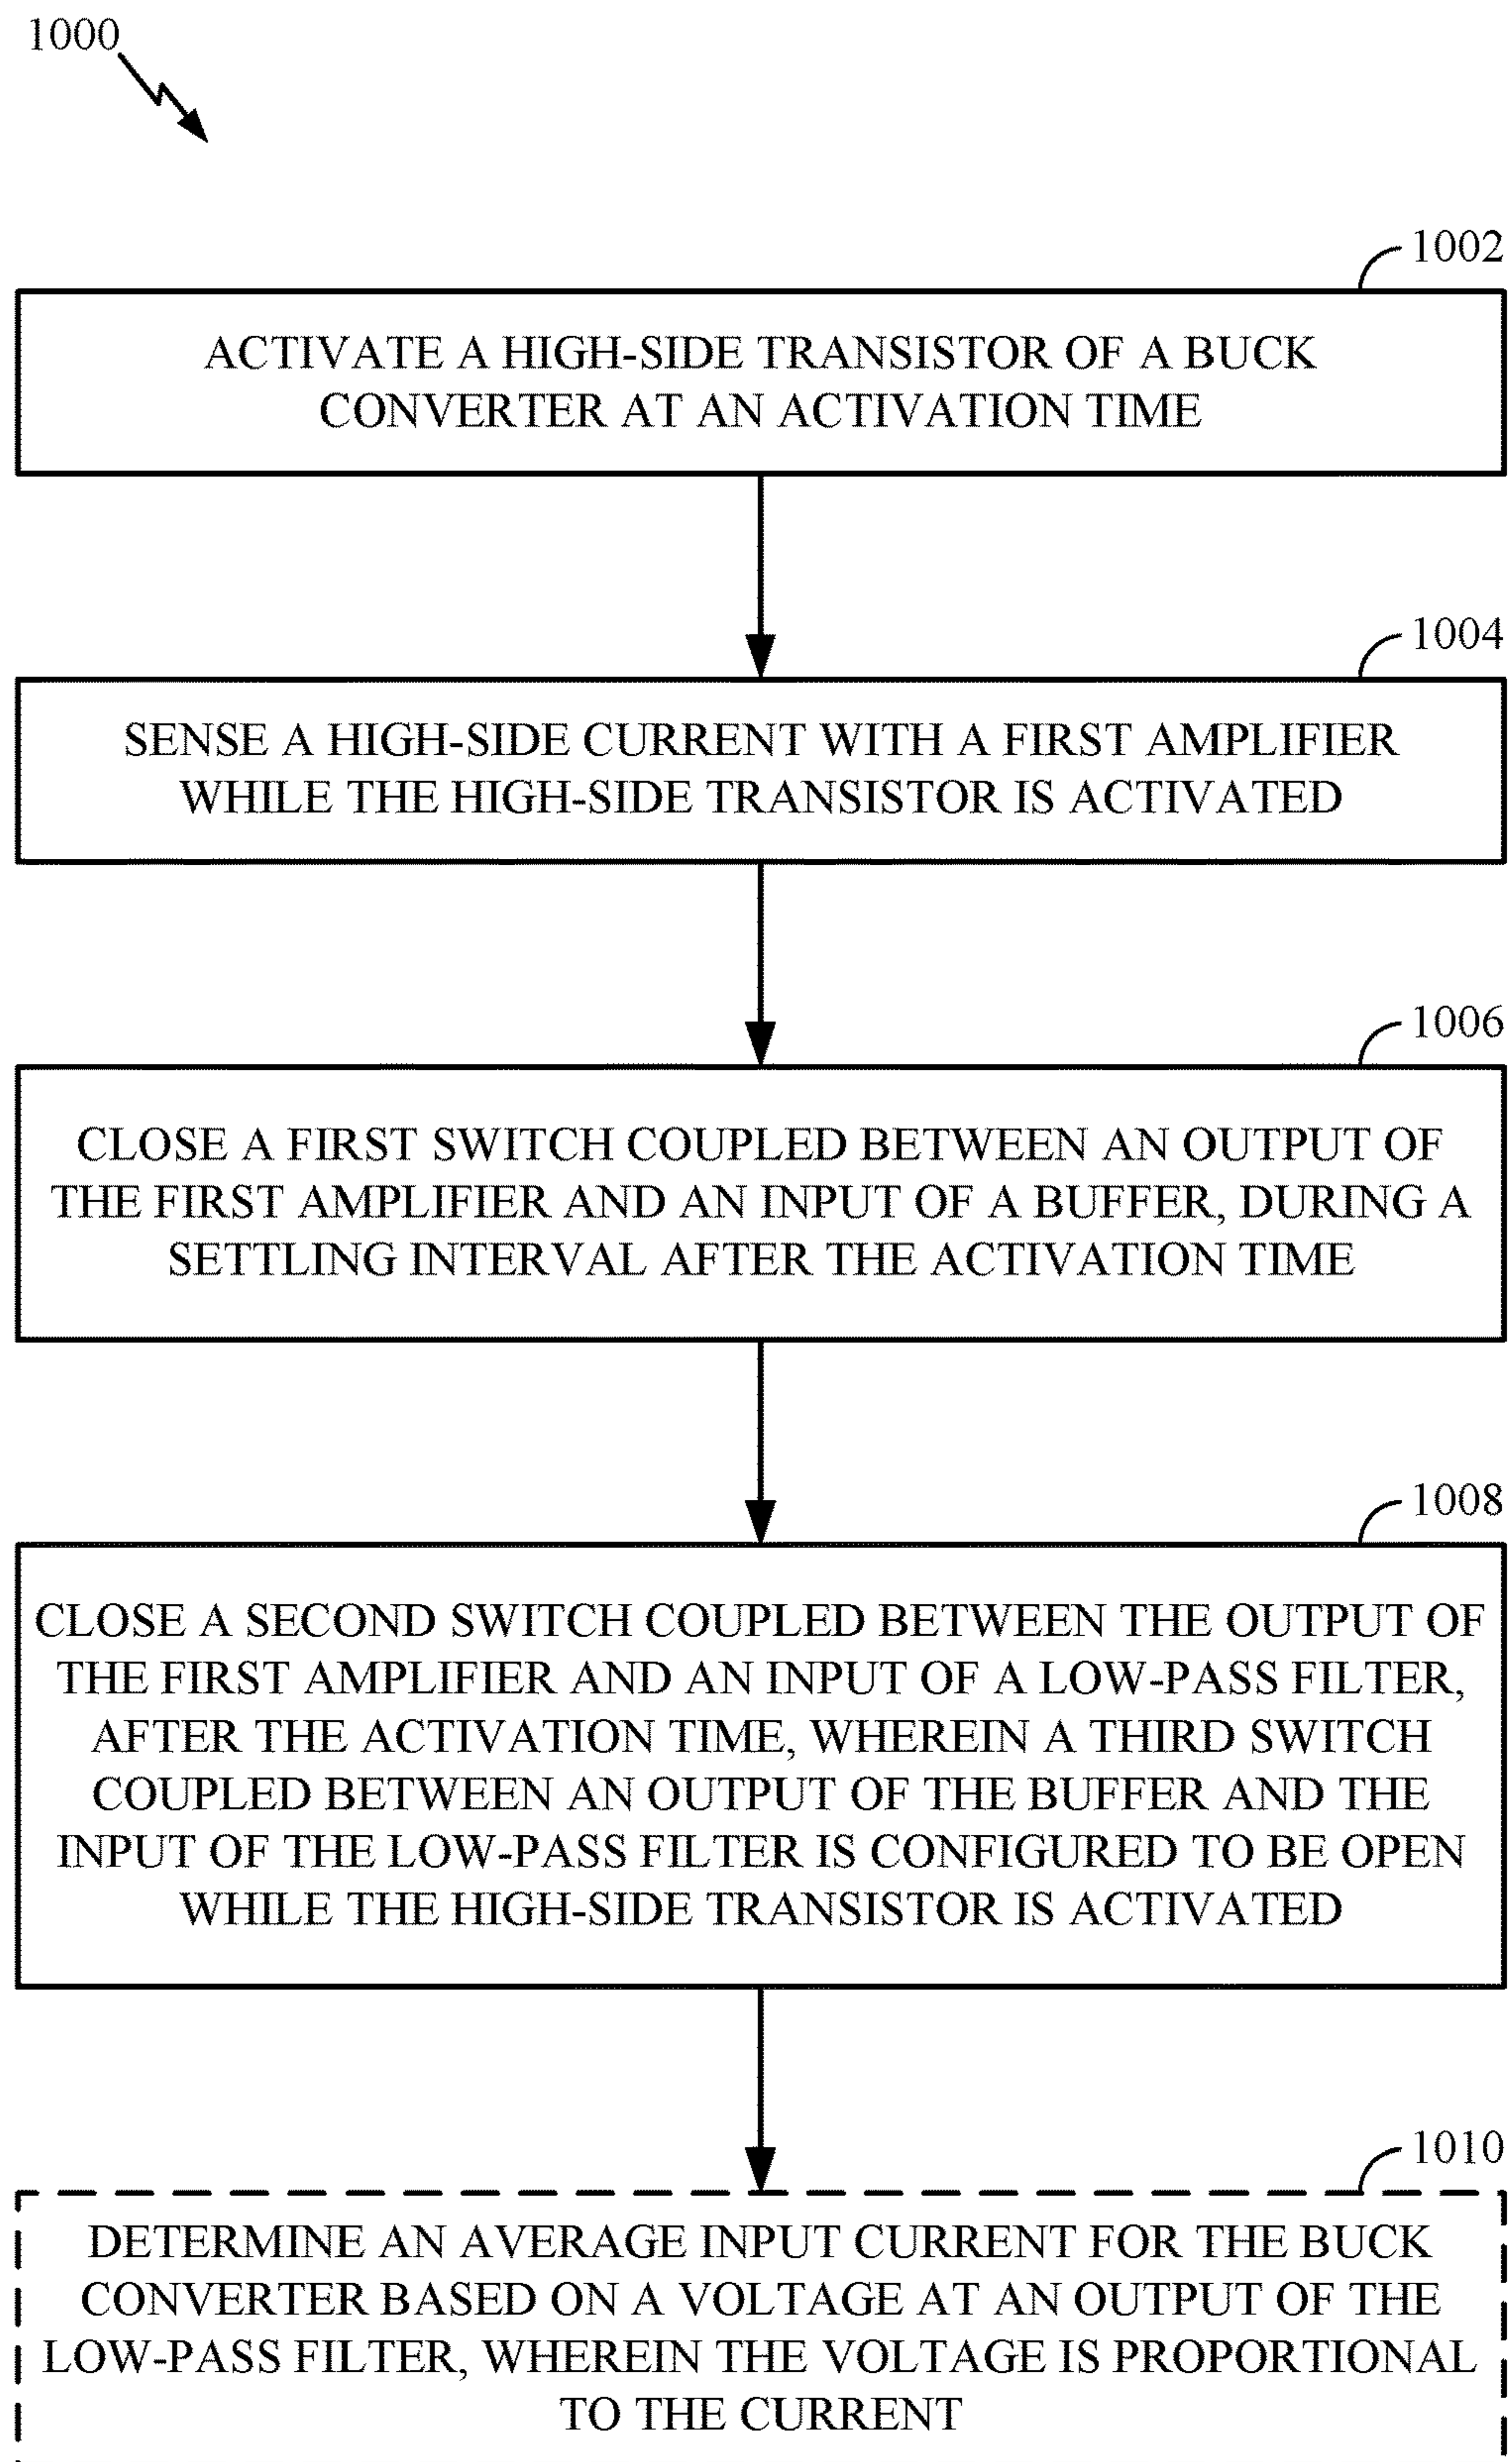 1000
1002
ACTIVATE A HIGH-SIDE TRANSISTOR OF A BUCK
CONVERTER AT AN ACTIVATION TIME
1004
SENSE A HIGH-SIDE CURRENT WITH A FIRST AMPLIFIER
WHILE THE HIGH-SIDE TRANSISTOR IS ACTIVATED
1006
CLOSE A FIRST SWITCH COUPLED BETWEEN AN OUTPUT OF
THE FIRST AMPLIFIER AND AN INPUT OF A BUFFER, DURING A
SETTLING INTERVAL AFTER THE ACTIVATION TIME
1008
CLOSE A SECOND SWITCH COUPLED BETWEEN THE OUTPUT OF
THE FIRST AMPLIFIER AND AN INPUT OF A LOW-PASS FILTER,
AFTER THE ACTIVATION TIME, WHEREIN A THIRD SWITCH
COUPLED BETWEEN AN OUTPUT OF THE BUFFER AND THE
INPUT OF THE LOW-PASS FILTER IS CONFIGURED TO BE OPEN
WHILE THE HIGH-SIDE TRANSISTOR IS ACTIVATED
1010
DETERMINE AN AVERAGE INPUT CURRENT FOR THE BUCK
CONVERTER BASED ON A VOLTAGE AT AN OUTPUT OF THE
LOW-PASS FILTER, WHEREIN THE VOLTAGE IS PROPORTIONAL
TO THE CURRENT